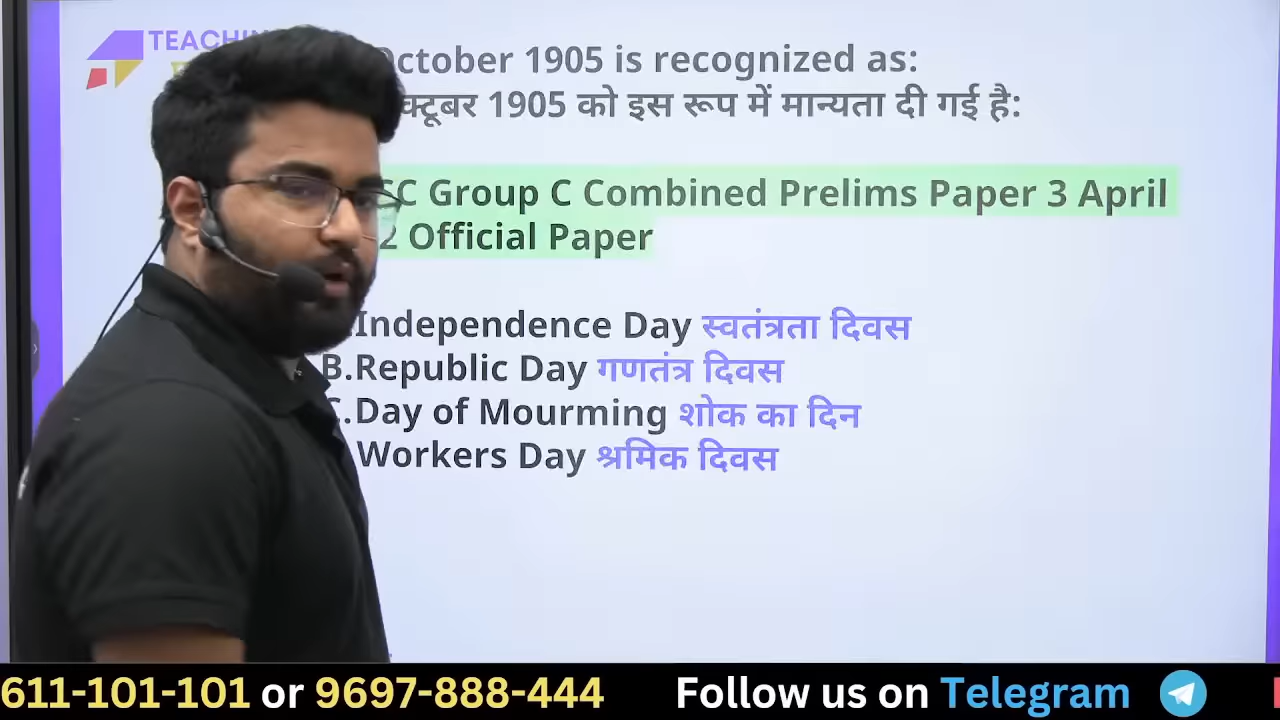 TEACHIN
October 1905 is recognized as:
क्टूबर 1905 को इस रूप में मान्यता दी गई है:
SC Group C Combined Prelims Paper 3 April
2 Official Paper
.Independence Day स्वतंत्रता दिवस
B.Republic Day गणतंत्र दिवस
C.Day of Mourming शोक का दिन
Workers Day श्रमिक दिवस
611-101-101 or 9697-888-444 Follow us on Telegram